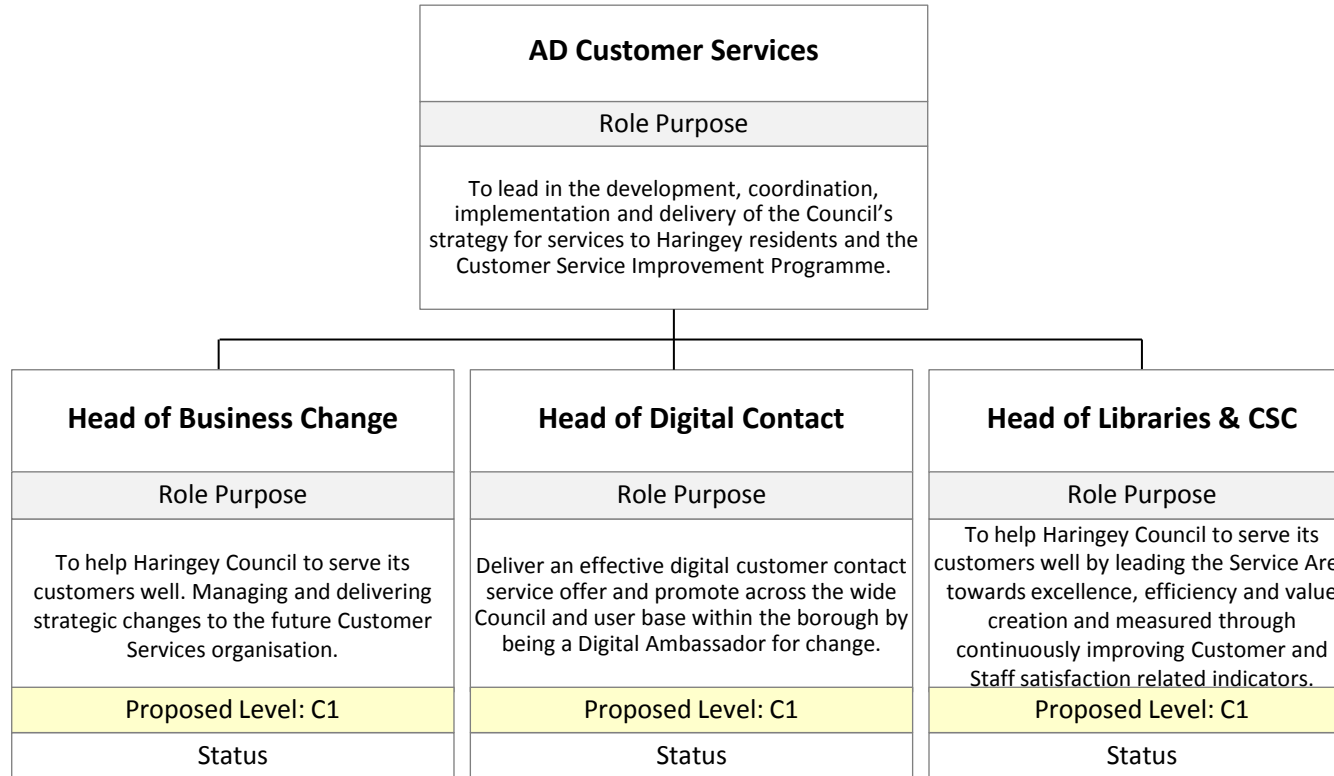 AD Customer Services
Role Purpose
To lead in the development, coordination,
implementation and delivery of the Council’s
strategy for services to Haringey residents and the
Customer Service Improvement Programme.
Head of Business Change
Role Purpose
To help Haringey Council to serve its
customers well. Managing and delivering
strategic changes to the future Customer
Services organisation.
Proposed Level: C1
Status
Head of Digital Contact
Role Purpose
Deliver an effective digital customer contact
service offer and promote across the wide
Council and user base within the borough by
being a Digital Ambassador for change.
Proposed Level: C1
Status
Head of Libraries & CSC
Role Purpose
To help Haringey Council to serve its
customers well by leading the Service Are
towards excellence, efficiency and value
creation and measured through
continuously improving Customer and
Staff satisfaction related indicators.
Proposed Level: C1
Status